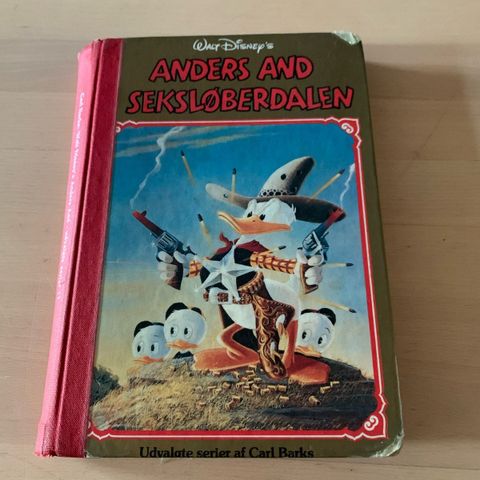 WALT DISNEY'S
ANDERS AND
SEKSLØBERDALEN
Udvalgte serier af Carl Barks